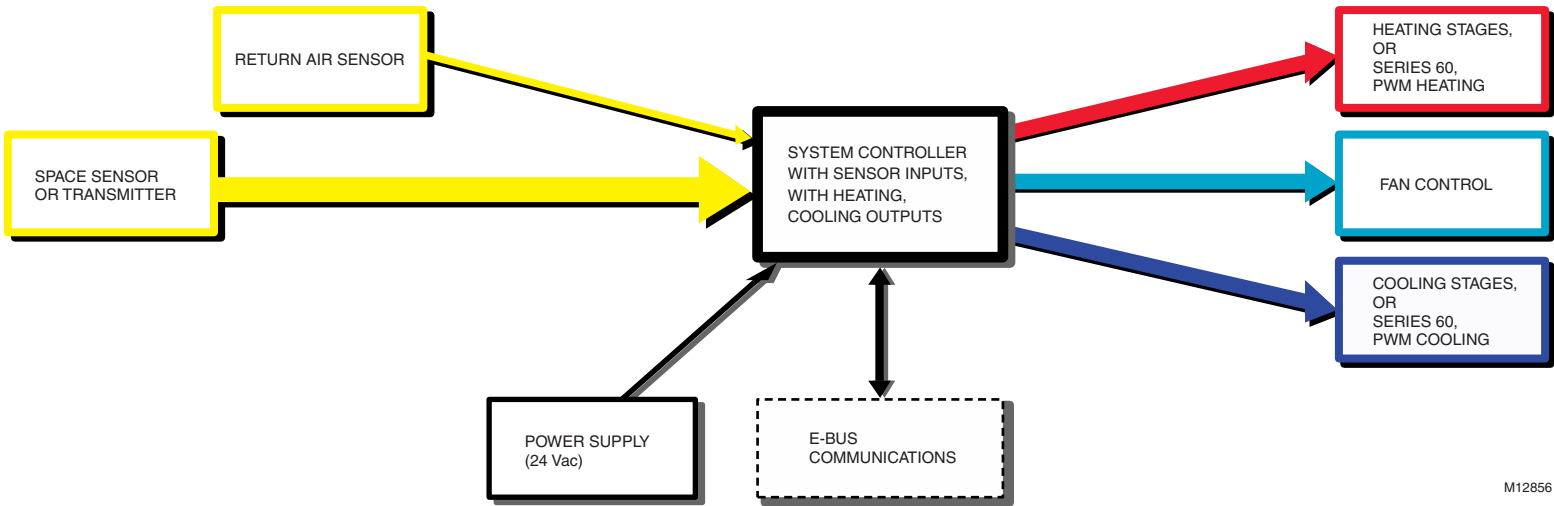 RETURN AIR SENSOR
SPACE SENSOR
OR TRANSMITTER
SYSTEM CONTROLLER
WITH SENSOR INPUTS,
WITH HEATING,
COOLING OUTPUTS
HEATING STAGES,
OR
SERIES 60,
PWM HEATING
FAN CONTROL
COOLING STAGES,
OR
SERIES 60,
PWM COOLING
POWER SUPPLY
(24 Vac)
E-BUS
COMMUNICATIONS
M12856